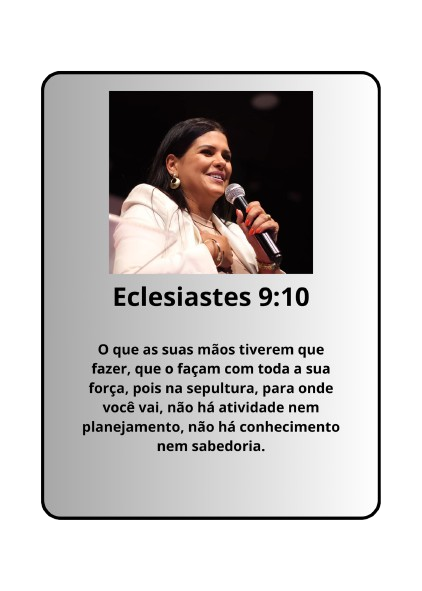 Eclesiastes 9:10
O que as suas mãos tiverem que
fazer, que o façam com toda a sua
força, pois na sepultura, para onde
você vai, não há atividade nem
planejamento, não há conhecimento
nem sabedoria.